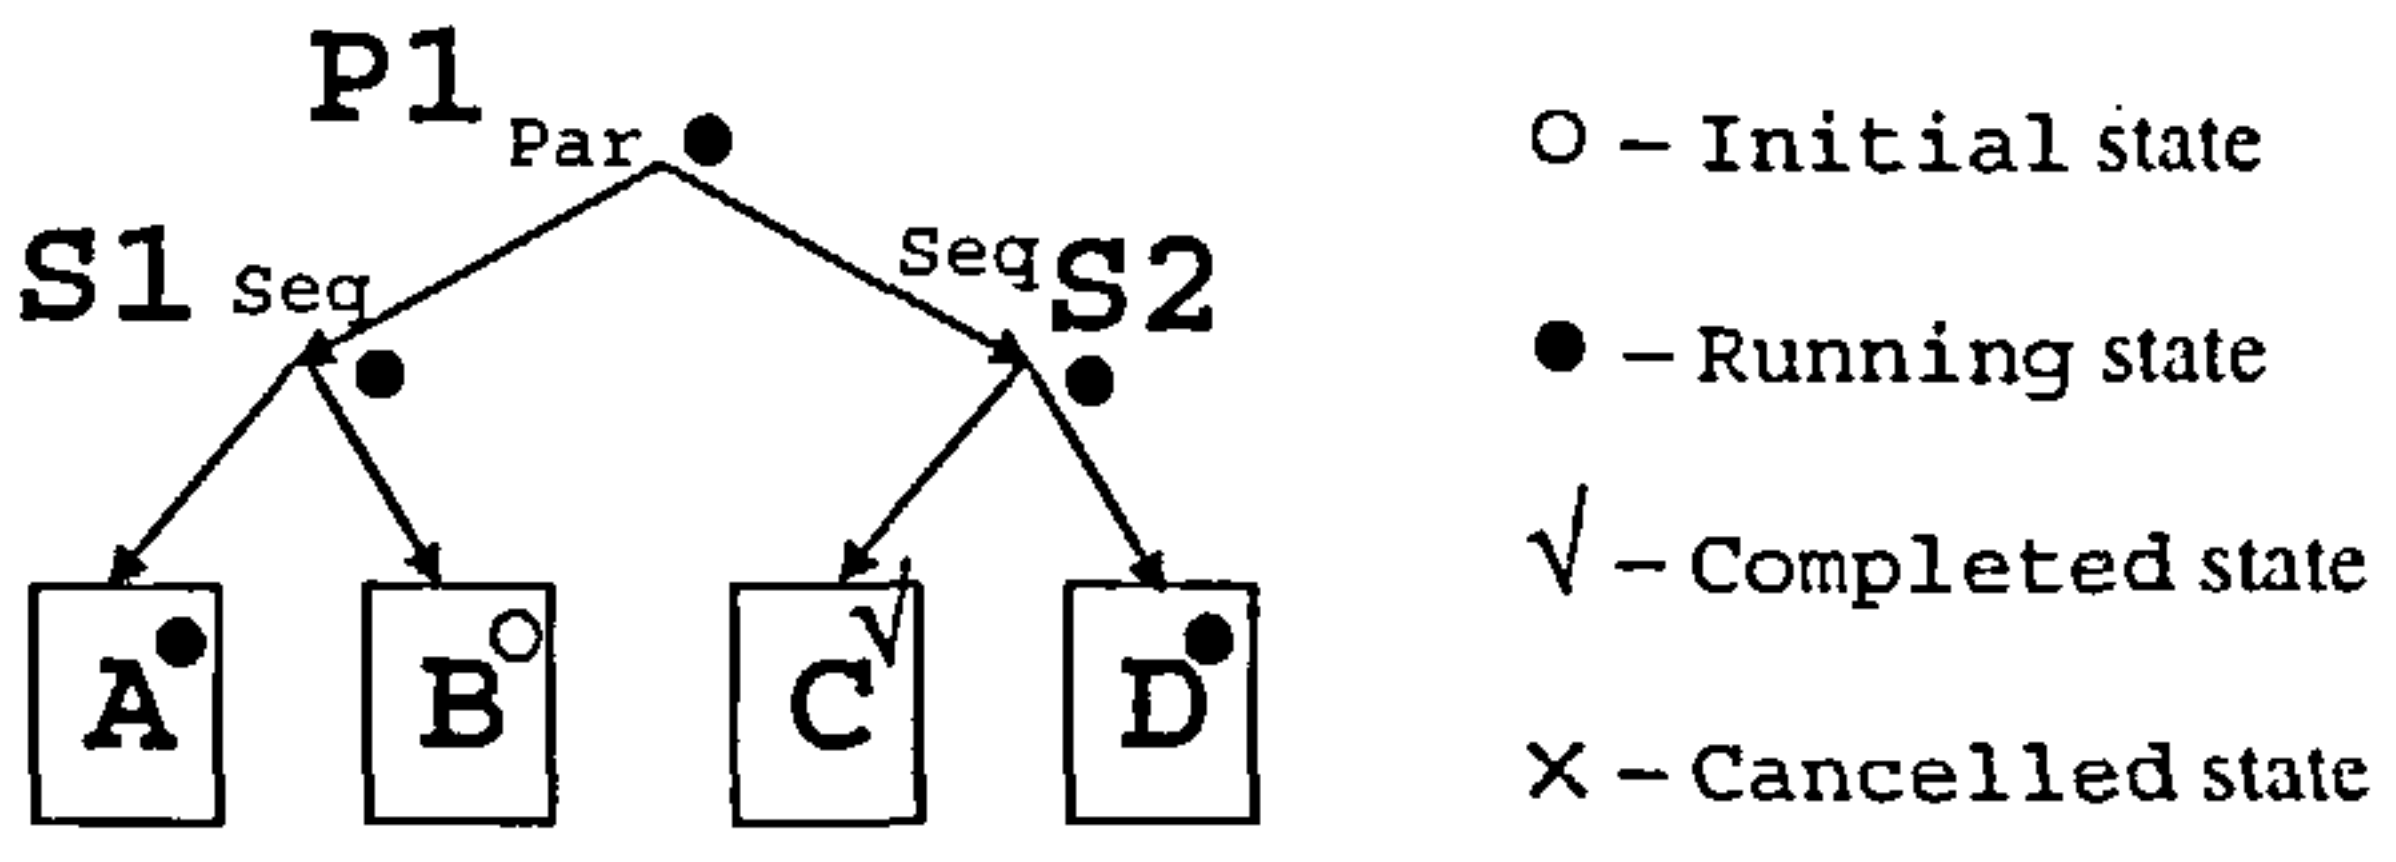 P1 Par
S1 Seq
Seq S2
A B C √ D
○ – Initial state
● – Running state
√ – Completed state
× – Cancelled state